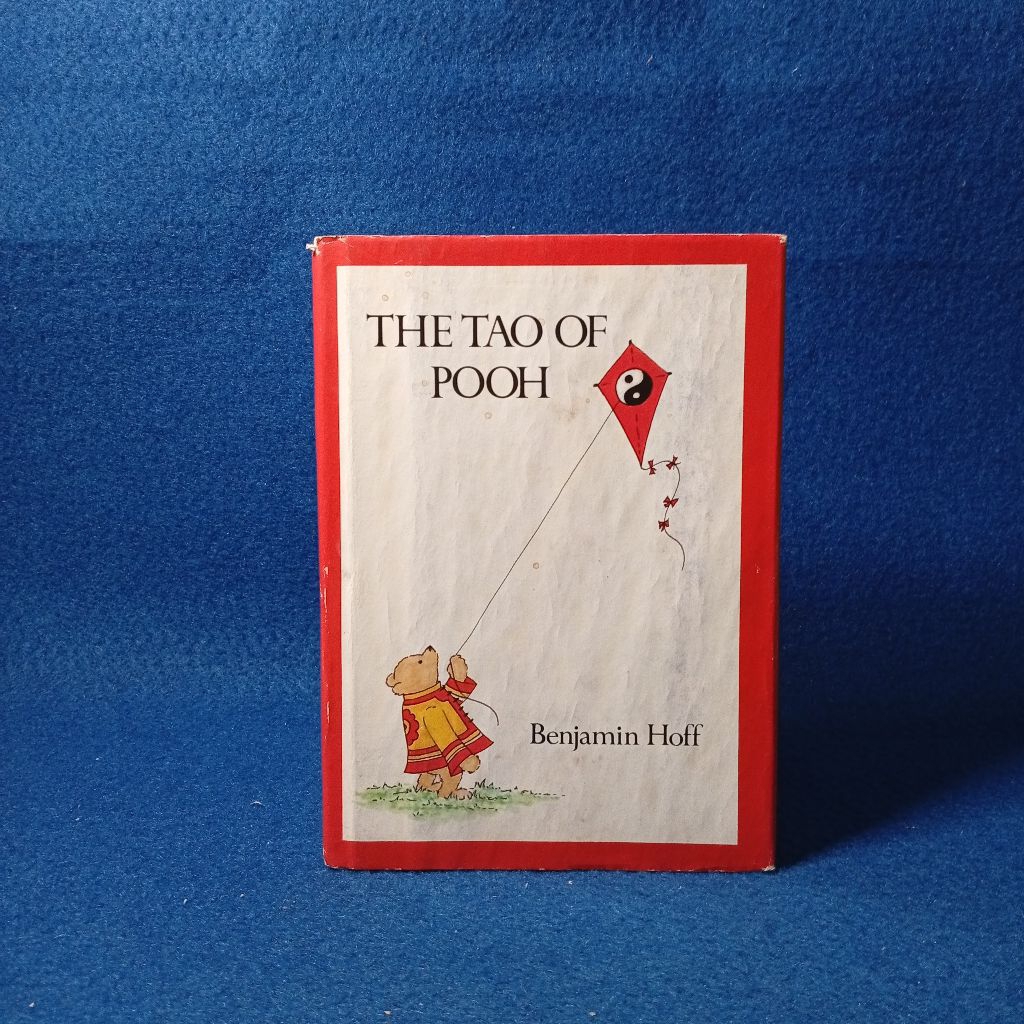 THE TAO OF
POOH
Benjamin Hoff